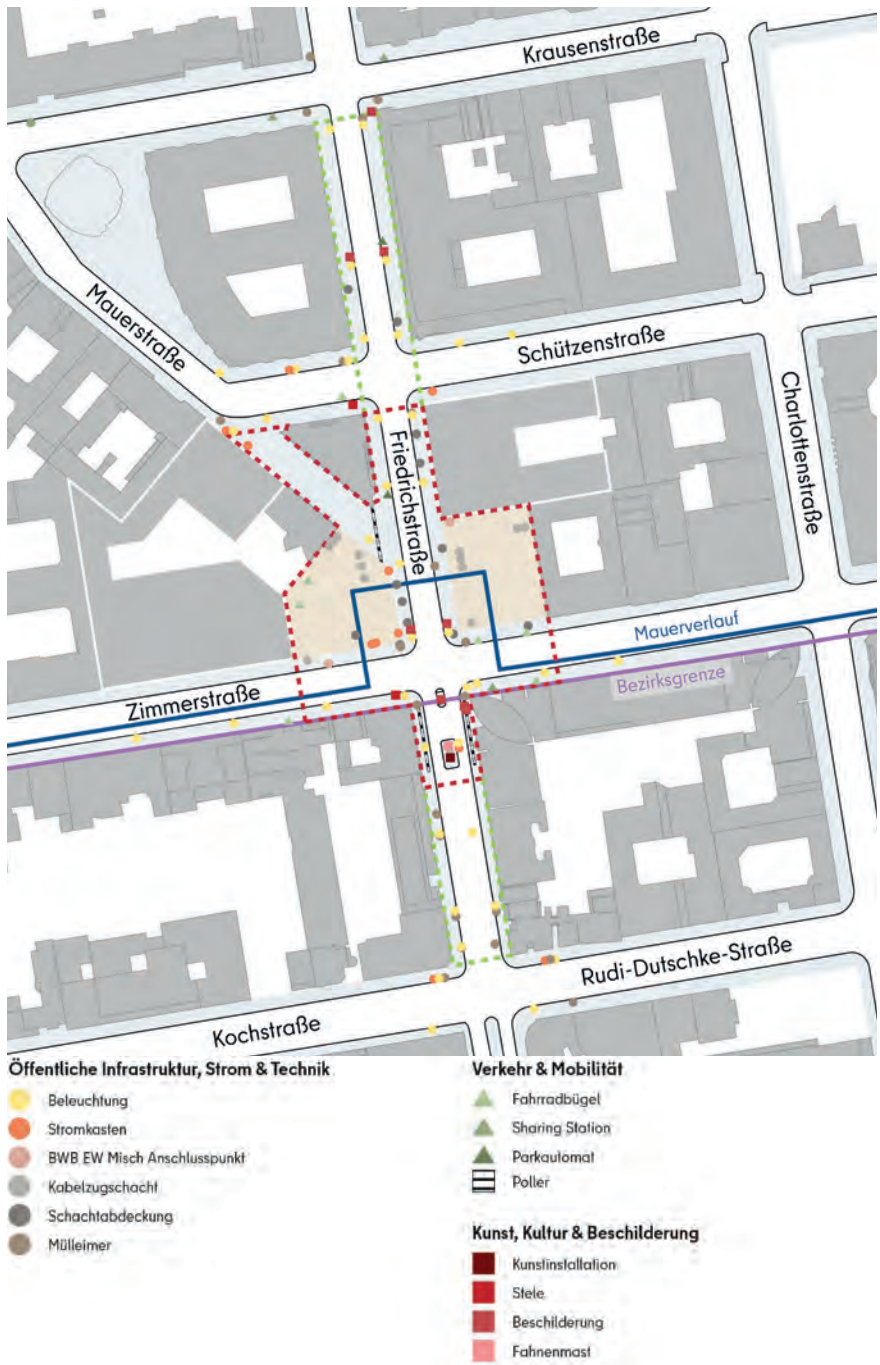 Krausenstraße
Mauerstraße
Schützenstraße
Friedrichstraße
Charlottenstraße
Mauerverlauf
Bezirksgrenze
Zimmerstraße
Rudi-Dutschke-Straße
Kochstraße
Öffentliche Infrastruktur, Strom & Technik
Beleuchtung
Stromkasten
BWB EW Misch Anschlusspunkt
Kabelzugschacht
Schachtabdeckung
Mülleimer
Verkehr & Mobilität
Fahrradbügel
Sharing Station
Parkautomat
Poller
Kunst, Kultur & Beschilderung
Kunstinstallation
Stele
Beschilderung
Fahnenmast